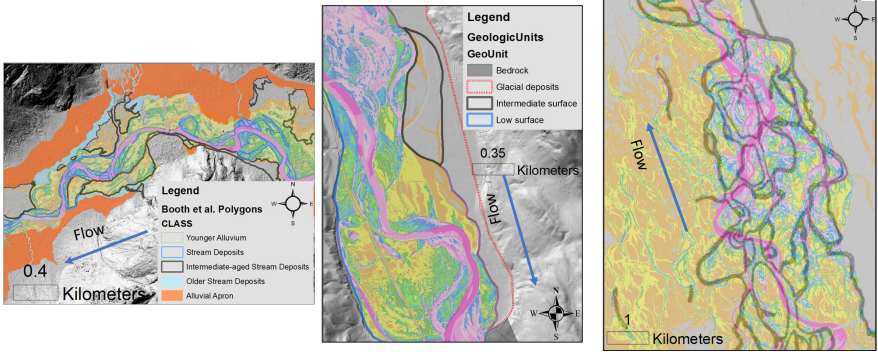 Legend
Booth et al. Polygons
CLASS
Younger Alluvium
Stream Deposits
Intermediate-aged Stream Deposits
Older Stream Deposits
Alluvial Apron
N
W
E
S
Flow
0.4
Kilometers
Legend
GeologicUnits
GeoUnit
Bedrock
Glacial deposits
Intermediate surface
Low surface
0.35
Kilometers
Flow
N
W
E
S
W
E
S
Flow
1
Kilometers